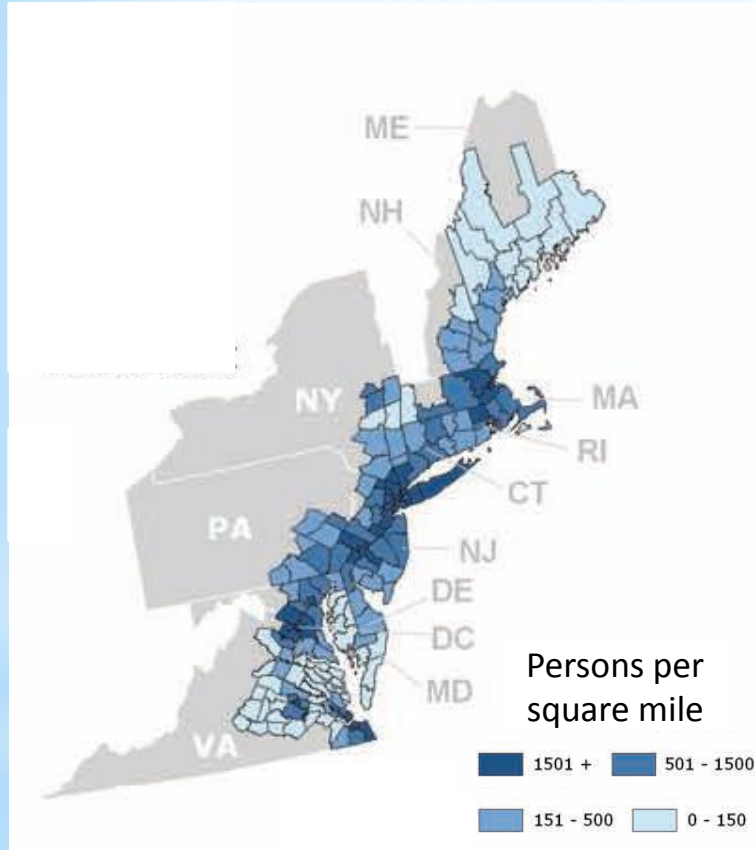 ME
NH
NY
MA
RI
CT
PA
NJ
DE
DC
MD
VA
Persons per
square mile
1501 + 501 - 1500
151 - 500 0 - 150